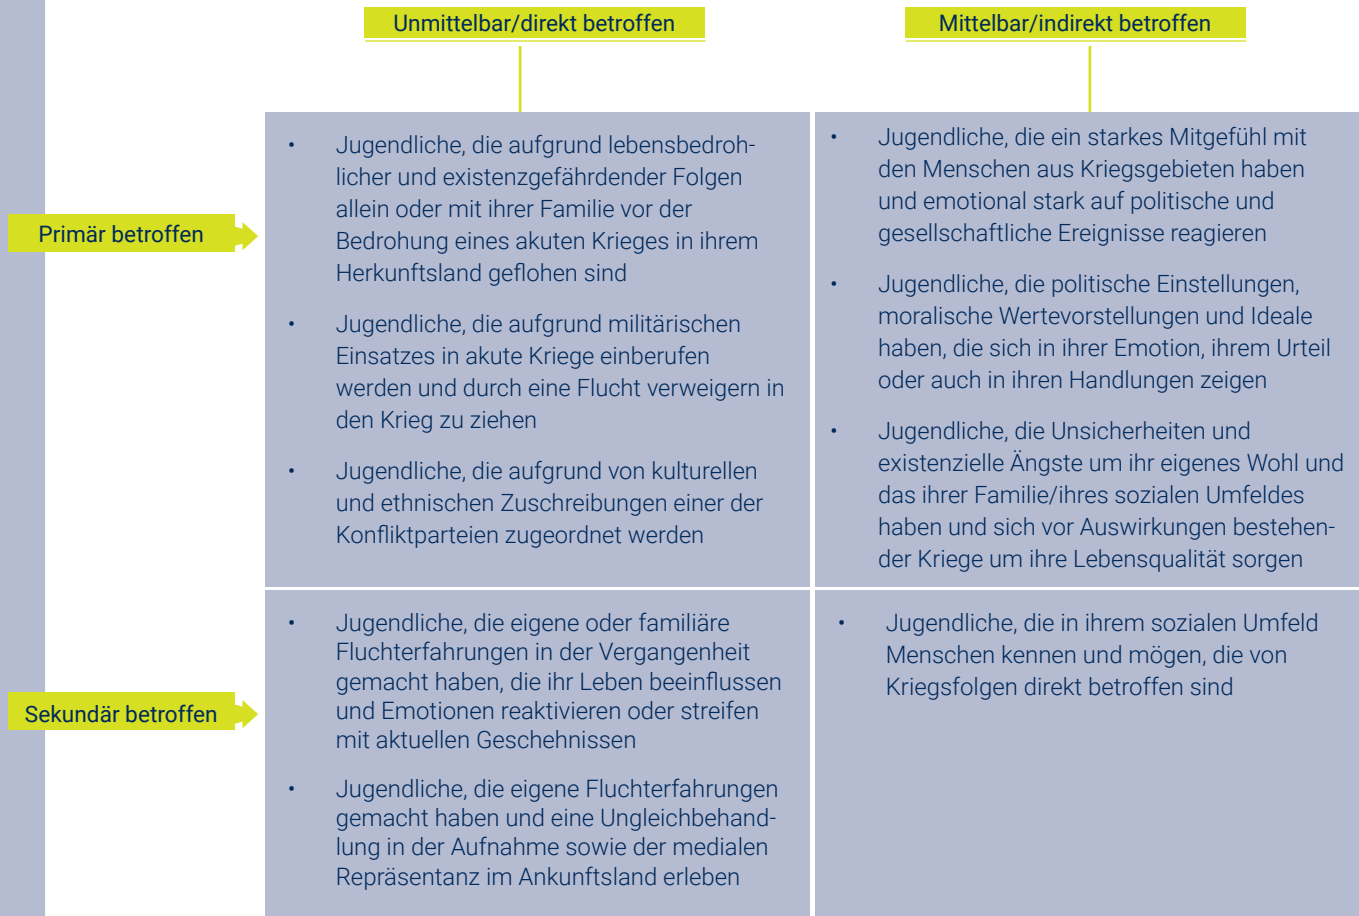 Unmittelbar/direkt betroffen
Mittelbar/indirekt betroffen
Primär betroffen
• Jugendliche, die aufgrund lebensbedroh-
licher und existenzgefährdender Folgen
allein oder mit ihrer Familie vor der
Bedrohung eines akuten Krieges in ihrem
Herkunftsland geflohen sind
• Jugendliche, die aufgrund militärischen
Einsatzes in akute Kriege einberufen
werden und durch eine Flucht verweigern in
den Krieg zu ziehen
• Jugendliche, die aufgrund von kulturellen
und ethnischen Zuschreibungen einer der
Konfliktparteien zugeordnet werden
• Jugendliche, die ein starkes Mitgefühl mit
den Menschen aus Kriegsgebieten haben
und emotional stark auf politische und
gesellschaftliche Ereignisse reagieren
• Jugendliche, die politische Einstellungen,
moralische Wertevorstellungen und Ideale
haben, die sich in ihrer Emotion, ihrem Urteil
oder auch in ihren Handlungen zeigen
• Jugendliche, die Unsicherheiten und
existenzielle Ängste um ihr eigenes Wohl und
das ihrer Familie/ihres sozialen Umfeldes
haben und sich vor Auswirkungen bestehen-
der Kriege um ihre Lebensqualität sorgen
Sekundär betroffen
• Jugendliche, die eigene oder familiäre
Fluchterfahrungen in der Vergangenheit
gemacht haben, die ihr Leben beeinflussen
und Emotionen reaktivieren oder streifen
mit aktuellen Geschehnissen
• Jugendliche, die eigene Fluchterfahrungen
gemacht haben und eine Ungleichbehand-
lung in der Aufnahme sowie der medialen
Repräsentanz im Ankunftsland erleben
• Jugendliche, die in ihrem sozialen Umfeld
Menschen kennen und mögen, die von
Kriegsfolgen direkt betroffen sind